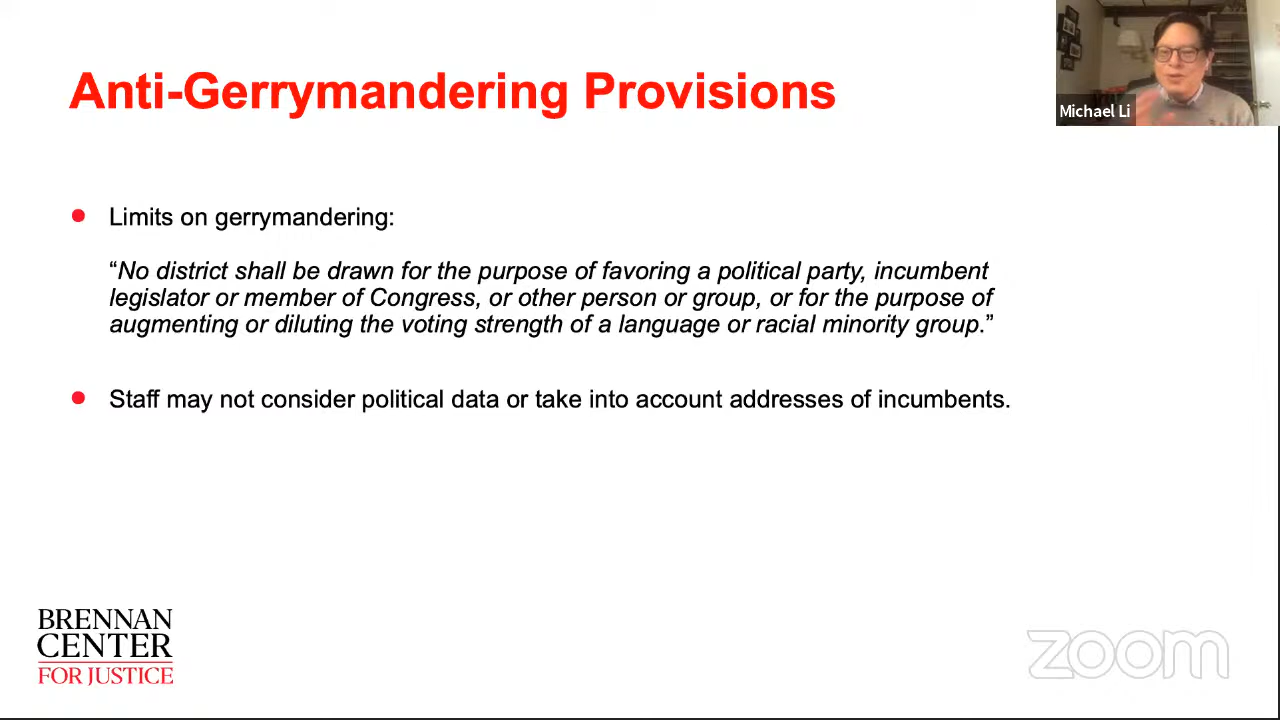 Anti-Gerrymandering Provisions
Michael Li
● Limits on gerrymandering:
“No district shall be drawn for the purpose of favoring a political party, incumbent
legislator or member of Congress, or other person or group, or for the purpose of
augmenting or diluting the voting strength of a language or racial minority group.”
● Staff may not consider political data or take into account addresses of incumbents.
BRENNAN
CENTER
FOR JUSTICE
zoom